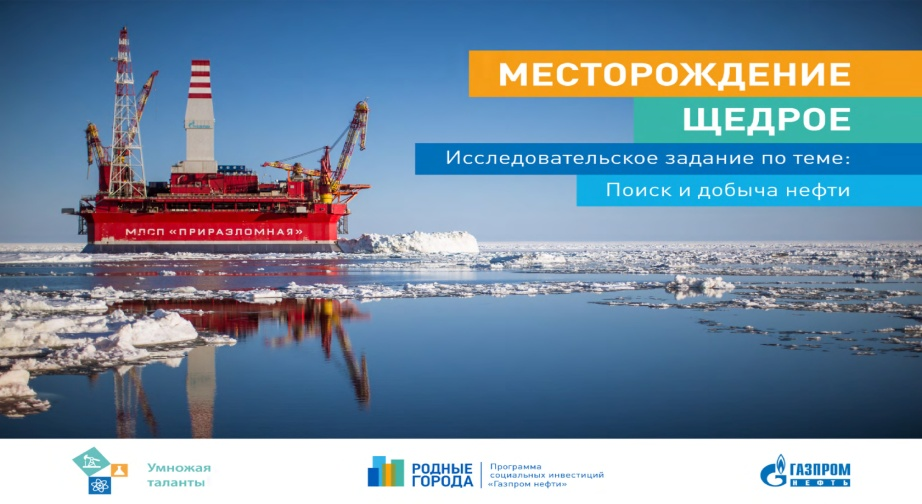 МЕСТОРОЖДЕНИЕ
ЩЕДРОЕ
Исследовательское задание по теме:
Поиск и добыча нефти
МЛСП «ПРИРАЗЛОМНАЯ»
Умножая
таланты
РОДНЫЕ
ГОРОДА
Программа
социальных инвестиций
«Газпром нефти»
ГАЗПРОМ
НЕФТЬ